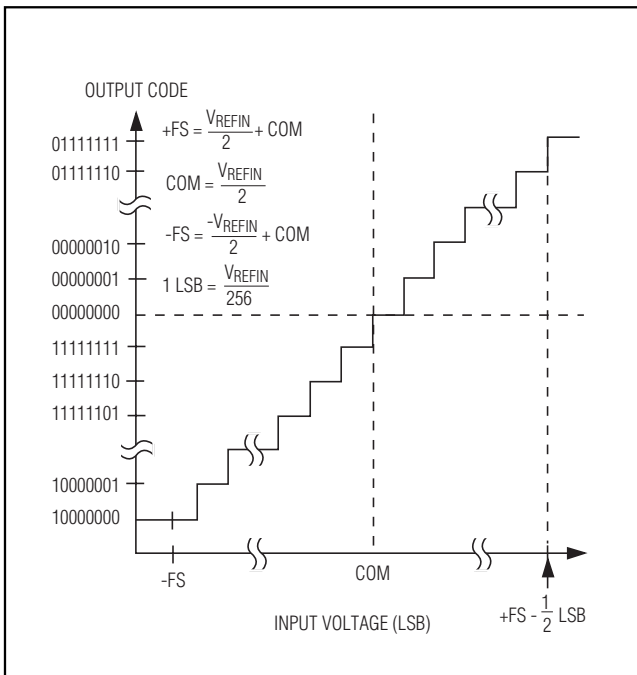 OUTPUT CODE
+FS = V_REFIN/2 + COM
COM = V_REFIN/2
-FS = -V_REFIN/2 + COM
1 LSB = V_REFIN/256
01111111
01111110
00000010
00000001
00000000
11111111
11111110
11111101
10000001
10000000
-FS
COM
+FS - 1/2 LSB
INPUT VOLTAGE (LSB)